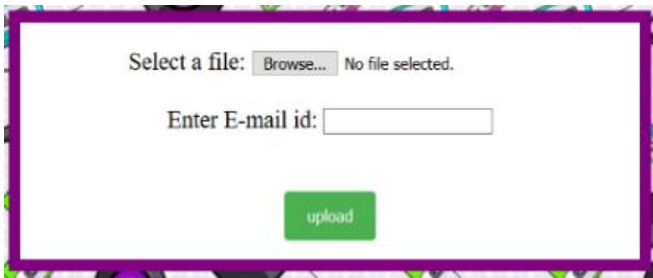 Select a file: Browse... No file selected.
Enter E-mail id:
upload